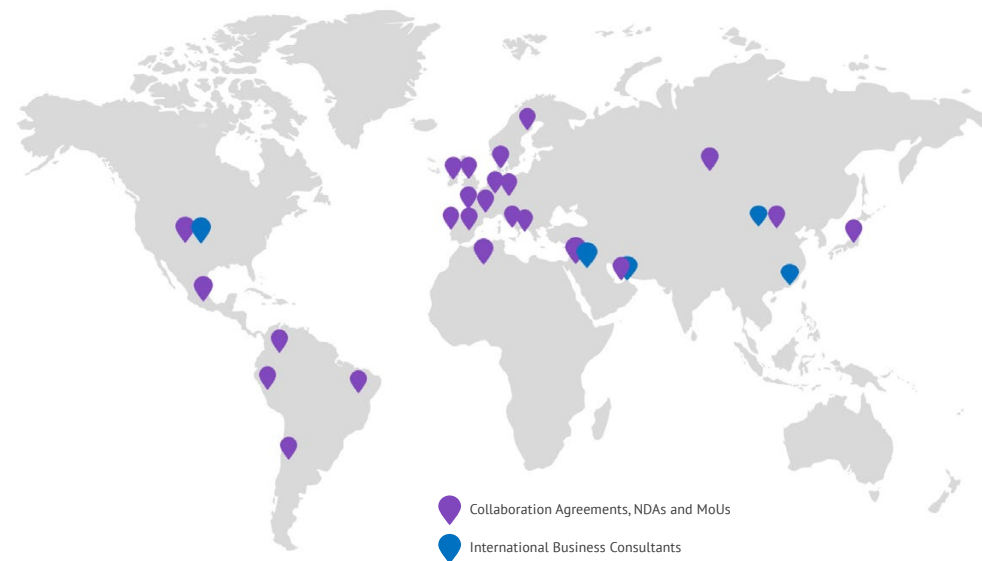 Collaboration Agreements, NDAs and MoUs
International Business Consultants